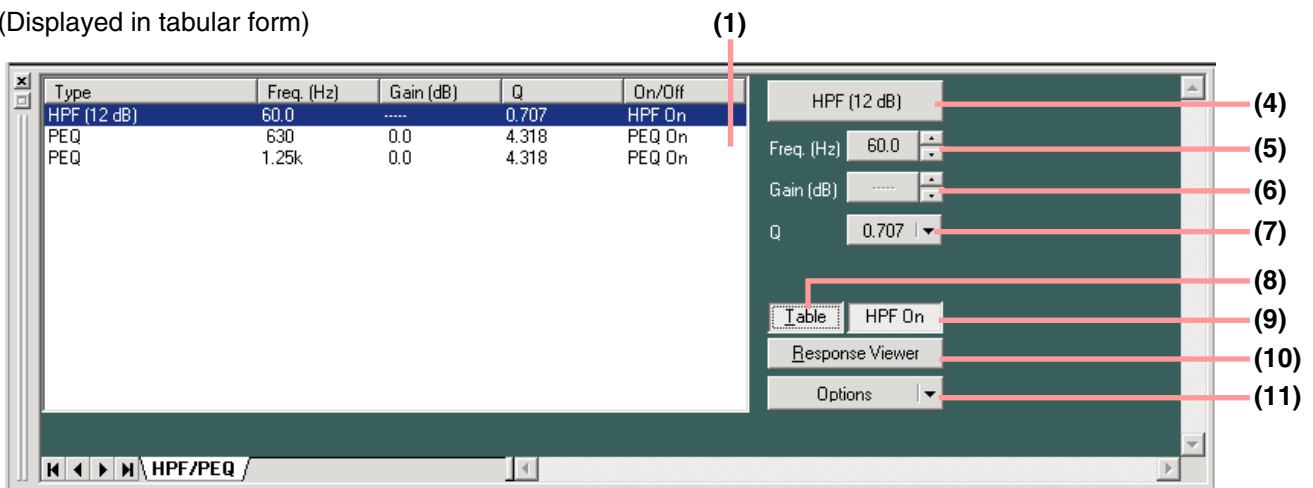 (Displayed in tabular form)
(1)
Type Freq. (Hz) Gain (dB) Q On/Off
HPF (12 dB) 60.0 ----- 0.707 HPF On
PEQ 630 0.0 4.318 PEQ On
PEQ 1.25k 0.0 4.318 PEQ On
HPF (12 dB) (4)
Freq. (Hz) 60.0 (5)
Gain (dB) ----- (6)
Q 0.707 (7)
(8)
Table HPF On (9)
Response Viewer (10)
Options (11)
HPF/PEQ